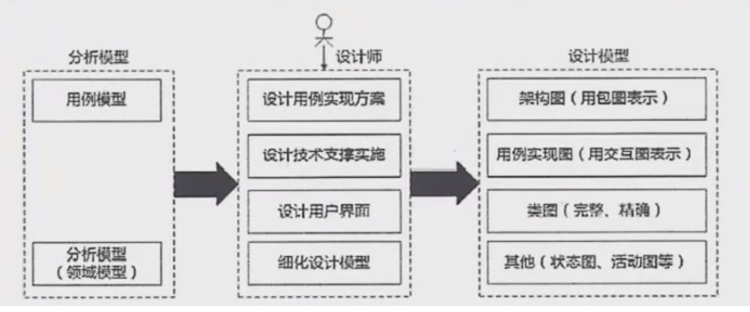 分析模型
用例模型
分析模型
（领域模型）
设计师
设计用例实现方案
设计技术支撑实施
设计用户界面
细化设计模型
设计模型
架构图（用包图表示）
用例实现图（用交互图表示）
类图（完整、精确）
其他（状态图、活动图等）